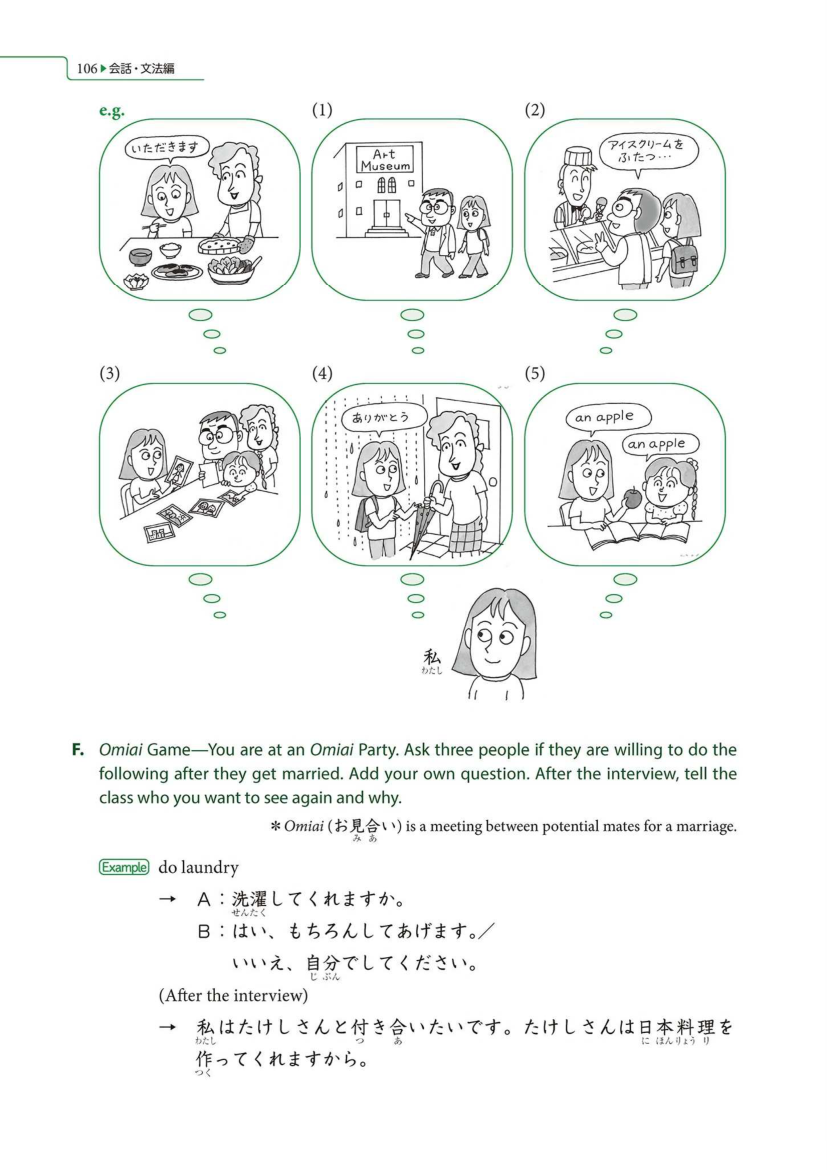 106▶会話・文法編
e.g.
いただきます
(1)
Art
Museum
(2)
アイスクリームを
ふたつ…
(3)
(4)
ありがとう
(5)
an apple
an apple
私
わたし
F. Omiai Game—You are at an Omiai Party. Ask three people if they are willing to do the
following after they get married. Add your own question. After the interview, tell the
class who you want to see again and why.
＊Omiai (お見合い) is a meeting between potential mates for a marriage.
み あ
Example do laundry
→ A：洗濯してくれますか。
せんたく
B：はい、もちろんしてあげます。／
いいえ、自分でしてください。
じ ぶん
(After the interview)
→ 私はたけしさんと付き合いたいです。たけしさんは日本料理を
わたし つ あ に ほんりょう り
作ってくれますから。
つく